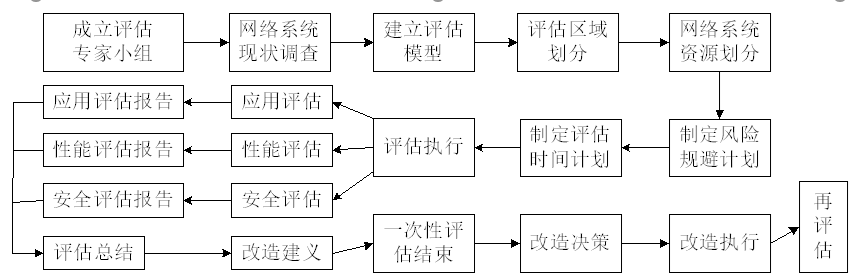 成立评估
专家小组
网络系统
现状调查
建立评估
模型
评估区域
划分
网络系统
资源划分
应用评估报告
应用评估
性能评估报告
性能评估
评估执行
制定评估
时间计划
制定风险
规避计划
安全评估报告
安全评估
评估总结
改造建义
一次性评
估结束
改造决策
改造执行
再
评
估